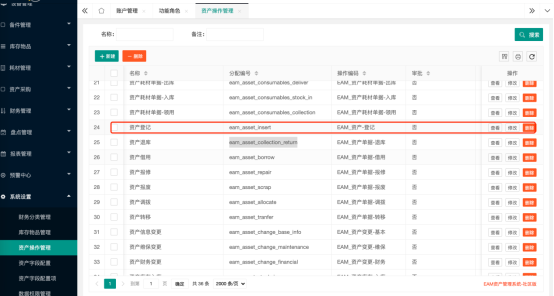 账户管理
功能角色
资产操作管理
备件管理
库存物品
耗材管理
资产采购
财务管理
盘点管理
报表管理
预警中心
系统设置
财务分类管理
库存物品管理
资产操作管理
资产字段配置
资产字段配置项
数据权限管理
名称:
备注:
搜索
+ 新建
- 删除
名称 分配编号 操作编码 审批 操作
21 资产耗材单据-出库 eam_asset_consumables_deliver EAM_资产耗材单据-出库 否 查看 修改 删除
22 资产耗材单据-入库 eam_asset_consumables_stock_in EAM_资产耗材单据-入库 否 查看 修改 删除
23 资产耗材单据-领用 eam_asset_consumables_collection EAM_资产耗材单据-领用 否 查看 修改 删除
24 资产登记 eam_asset_insert EAM_资产-登记 否 查看 修改 删除
25 资产退库 eam_asset_collection_return EAM_资产单据-退库 否 查看 修改 删除
26 资产借用 eam_asset_borrow EAM_资产单据-借用 否 查看 修改 删除
27 资产报修 eam_asset_repair EAM_资产单据-报修 否 查看 修改 删除
28 资产报废 eam_asset_scrap EAM_资产单据-报废 否 查看 修改 删除
29 资产调拨 eam_asset_allocate EAM_资产单据-调拨 否 查看 修改 删除
30 资产转移 eam_asset_tranfer EAM_资产单据-转移 否 查看 修改 删除
31 资产信息变更 eam_asset_change_base_info EAM_资产变更-基本 否 查看 修改 删除
32 资产维保变更 eam_asset_change_maintenance EAM_资产变更-维保 否 查看 修改 删除
33 资产财务变更 eam_asset_change_financial EAM_资产变更-财务 否 查看 修改 删除
1 到第 1 页 确定 共 36 条 2000 条/页
EAM资产管理系统-社区版